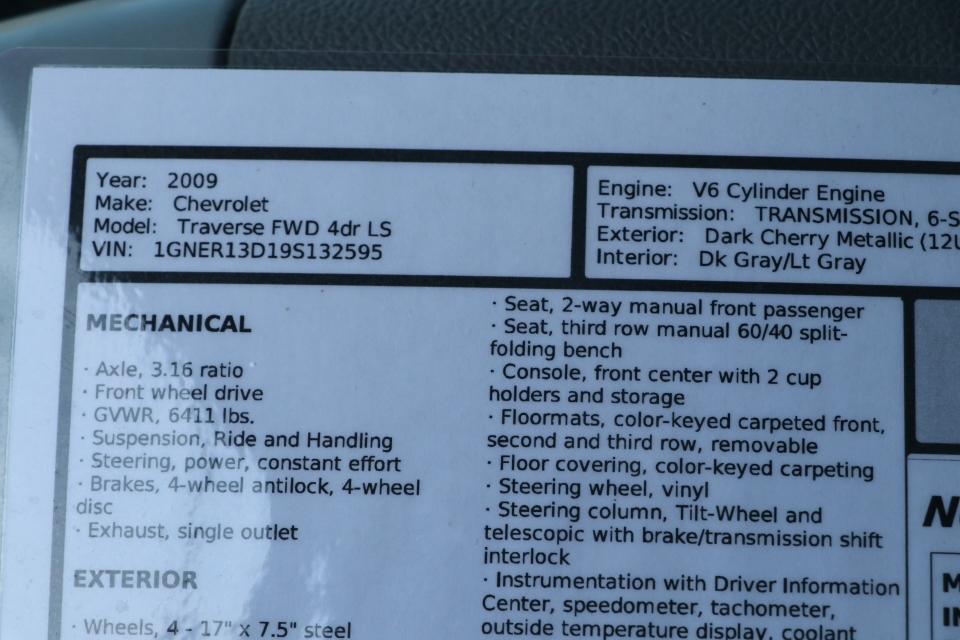 Year: 2009
Make: Chevrolet
Model: Traverse FWD 4dr LS
VIN: 1GNER13D19S132595
Engine: V6 Cylinder Engine
Transmission: TRANSMISSION, 6-S
Exterior: Dark Cherry Metallic (12U
Interior: Dk Gray/Lt Gray
MECHANICAL
· Axle, 3.16 ratio
· Front wheel drive
· GVWR, 6411 lbs.
· Suspension, Ride and Handling
· Steering, power, constant effort
· Brakes, 4-wheel antilock, 4-wheel
disc
· Exhaust, single outlet
EXTERIOR
· Wheels, 4 - 17" x 7.5" steel
· Seat, 2-way manual front passenger
· Seat, third row manual 60/40 split-
folding bench
· Console, front center with 2 cup
holders and storage
· Floormats, color-keyed carpeted front,
second and third row, removable
· Floor covering, color-keyed carpeting
· Steering wheel, vinyl
· Steering column, Tilt-Wheel and
telescopic with brake/transmission shift
interlock
· Instrumentation with Driver Information
Center, speedometer, tachometer,
outside temperature display, coolant